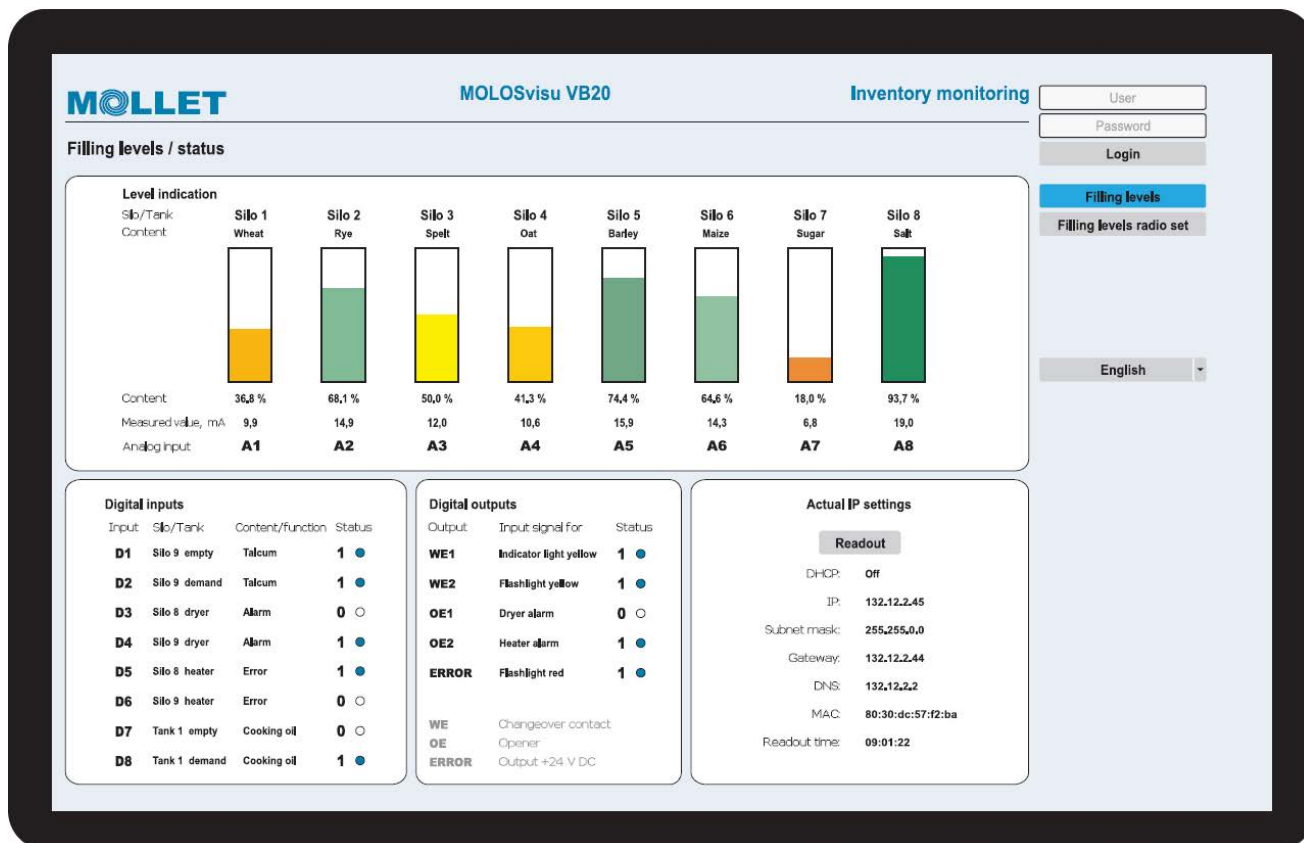 MOLLET MOLOSvisu VB20 Inventory monitoring
User
Password
Login
Filling levels / status
Filling levels
Filling levels radio set
English
Level indication
Silo/Tank Silo 1 Silo 2 Silo 3 Silo 4 Silo 5 Silo 6 Silo 7 Silo 8
Content Wheat Rye Spelt Oat Barley Maize Sugar Salt
Content 36,8 % 68,1 % 50,0 % 41,3 % 74,4 % 64,6 % 18,0 % 93,7 %
Measured value, mA 9,9 14,9 12,0 10,6 15,9 14,3 6,8 19,0
Analog input A1 A2 A3 A4 A5 A6 A7 A8
Digital inputs
Input Silo/Tank Content/function Status
D1 Silo 9 empty Talcum 1
D2 Silo 9 demand Talcum 1
D3 Silo 8 dryer Alarm 0
D4 Silo 9 dryer Alarm 1
D5 Silo 8 heater Error 1
D6 Silo 9 heater Error 0
D7 Tank 1 empty Cooking oil 0
D8 Tank 1 demand Cooking oil 1
Digital outputs
Output Input signal for Status
WE1 Indicator light yellow 1
WE2 Flashlight yellow 1
OE1 Dryer alarm 0
OE2 Heater alarm 1
ERROR Flashlight red 1
WE Changeover contact
OE Opener
ERROR Output +24 V DC
Actual IP settings
Readout
DHCP: Off
IP: 132.12.2.45
Subnet mask: 255.255.0.0
Gateway: 132.12.2.44
DNS: 132.12.2.2
MAC: 80:30:dc:57:f2:ba
Readout time: 09:01:22